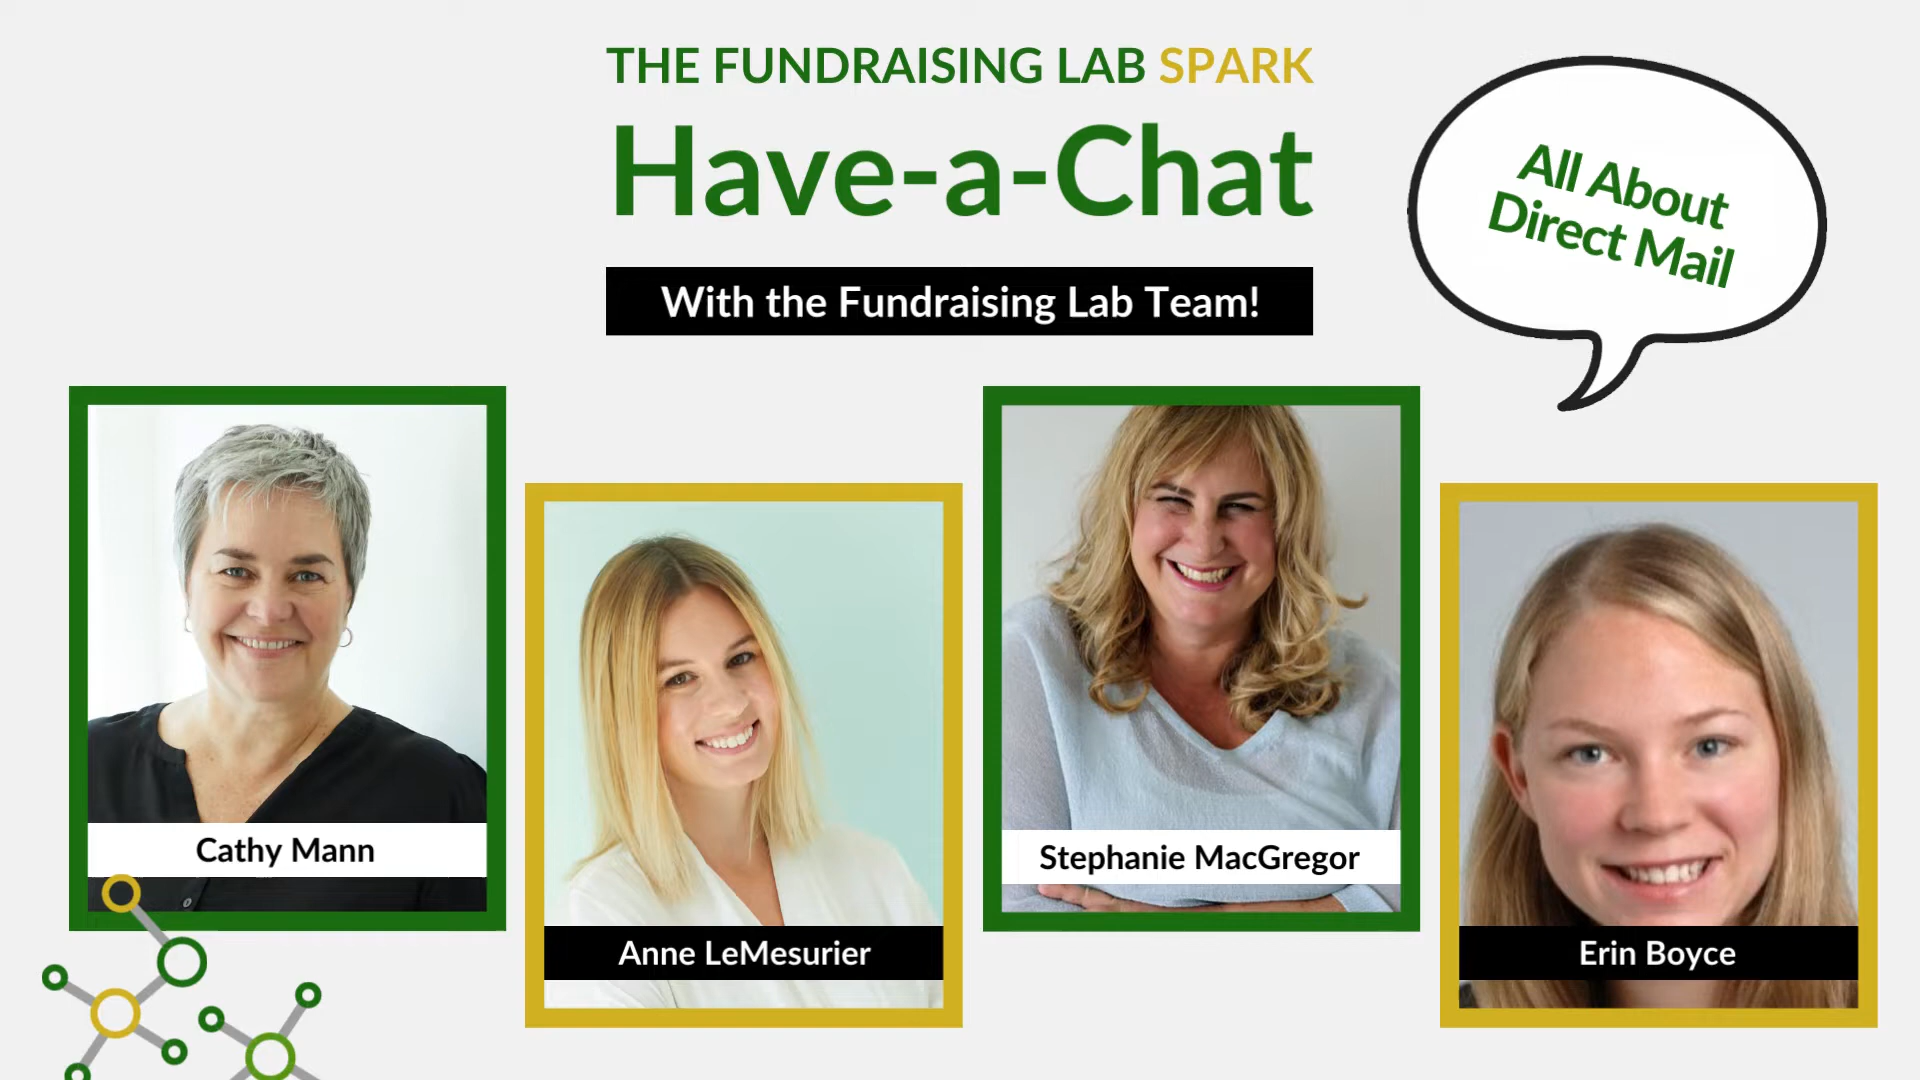 THE FUNDRAISING LAB SPARK
Have-a-Chat
With the Fundraising Lab Team!
All About
Direct Mail
Cathy Mann
Anne LeMesurier
Stephanie MacGregor
Erin Boyce